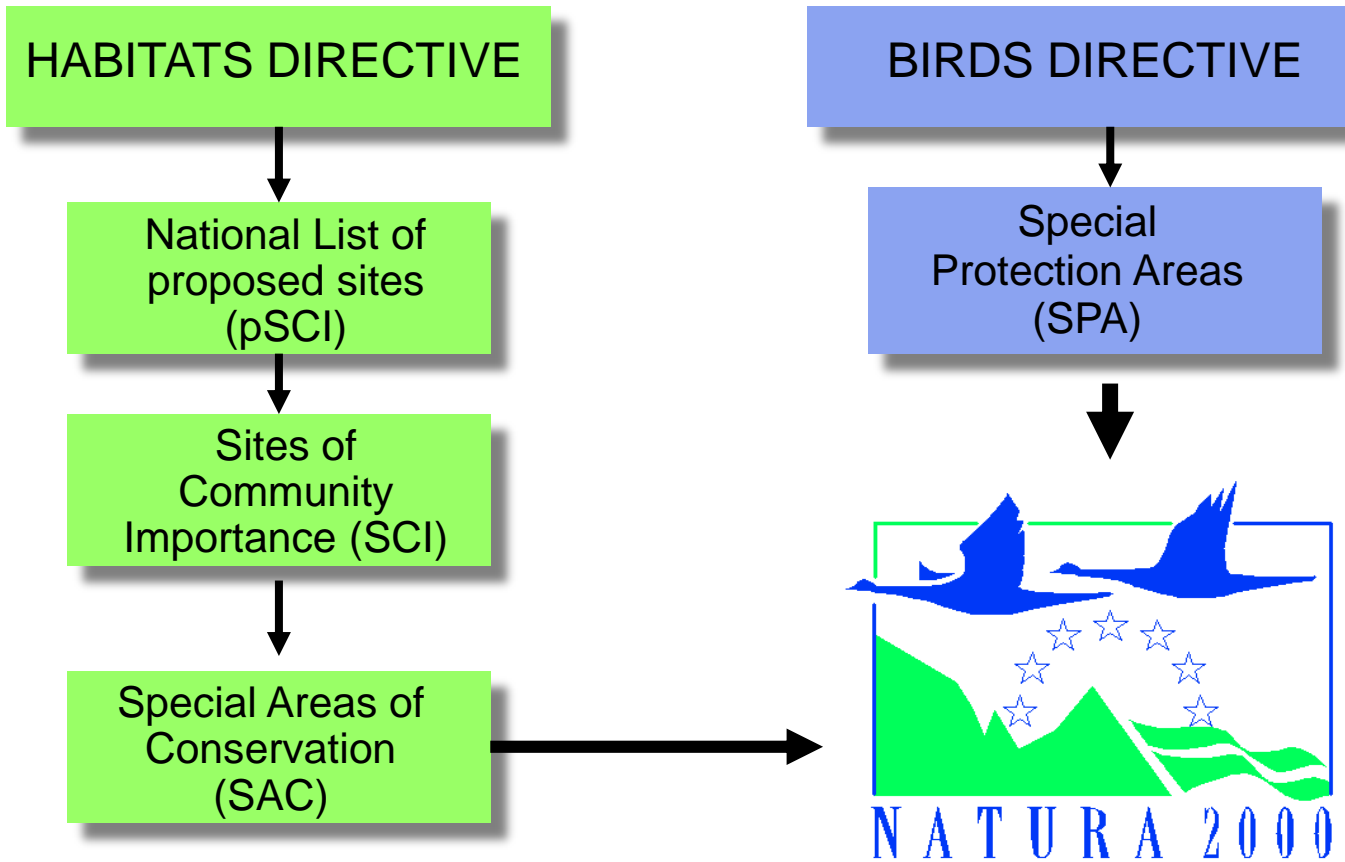 HABITATS DIRECTIVE
National List of
proposed sites
(pSCI)
Sites of
Community
Importance (SCI)
Special Areas of
Conservation
(SAC)
BIRDS DIRECTIVE
Special
Protection Areas
(SPA)
NATURA 2000